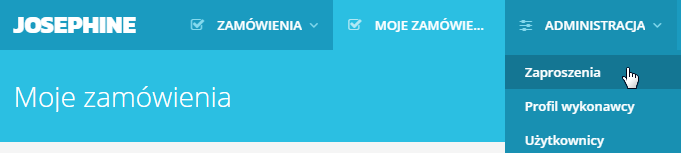 JOSEPHINE ZAMÓWIENIA MOJE ZAMÓWIE... ADMINISTRACJA
Zaproszenia
Moje zamówienia
Profil wykonawcy
Użytkownicy